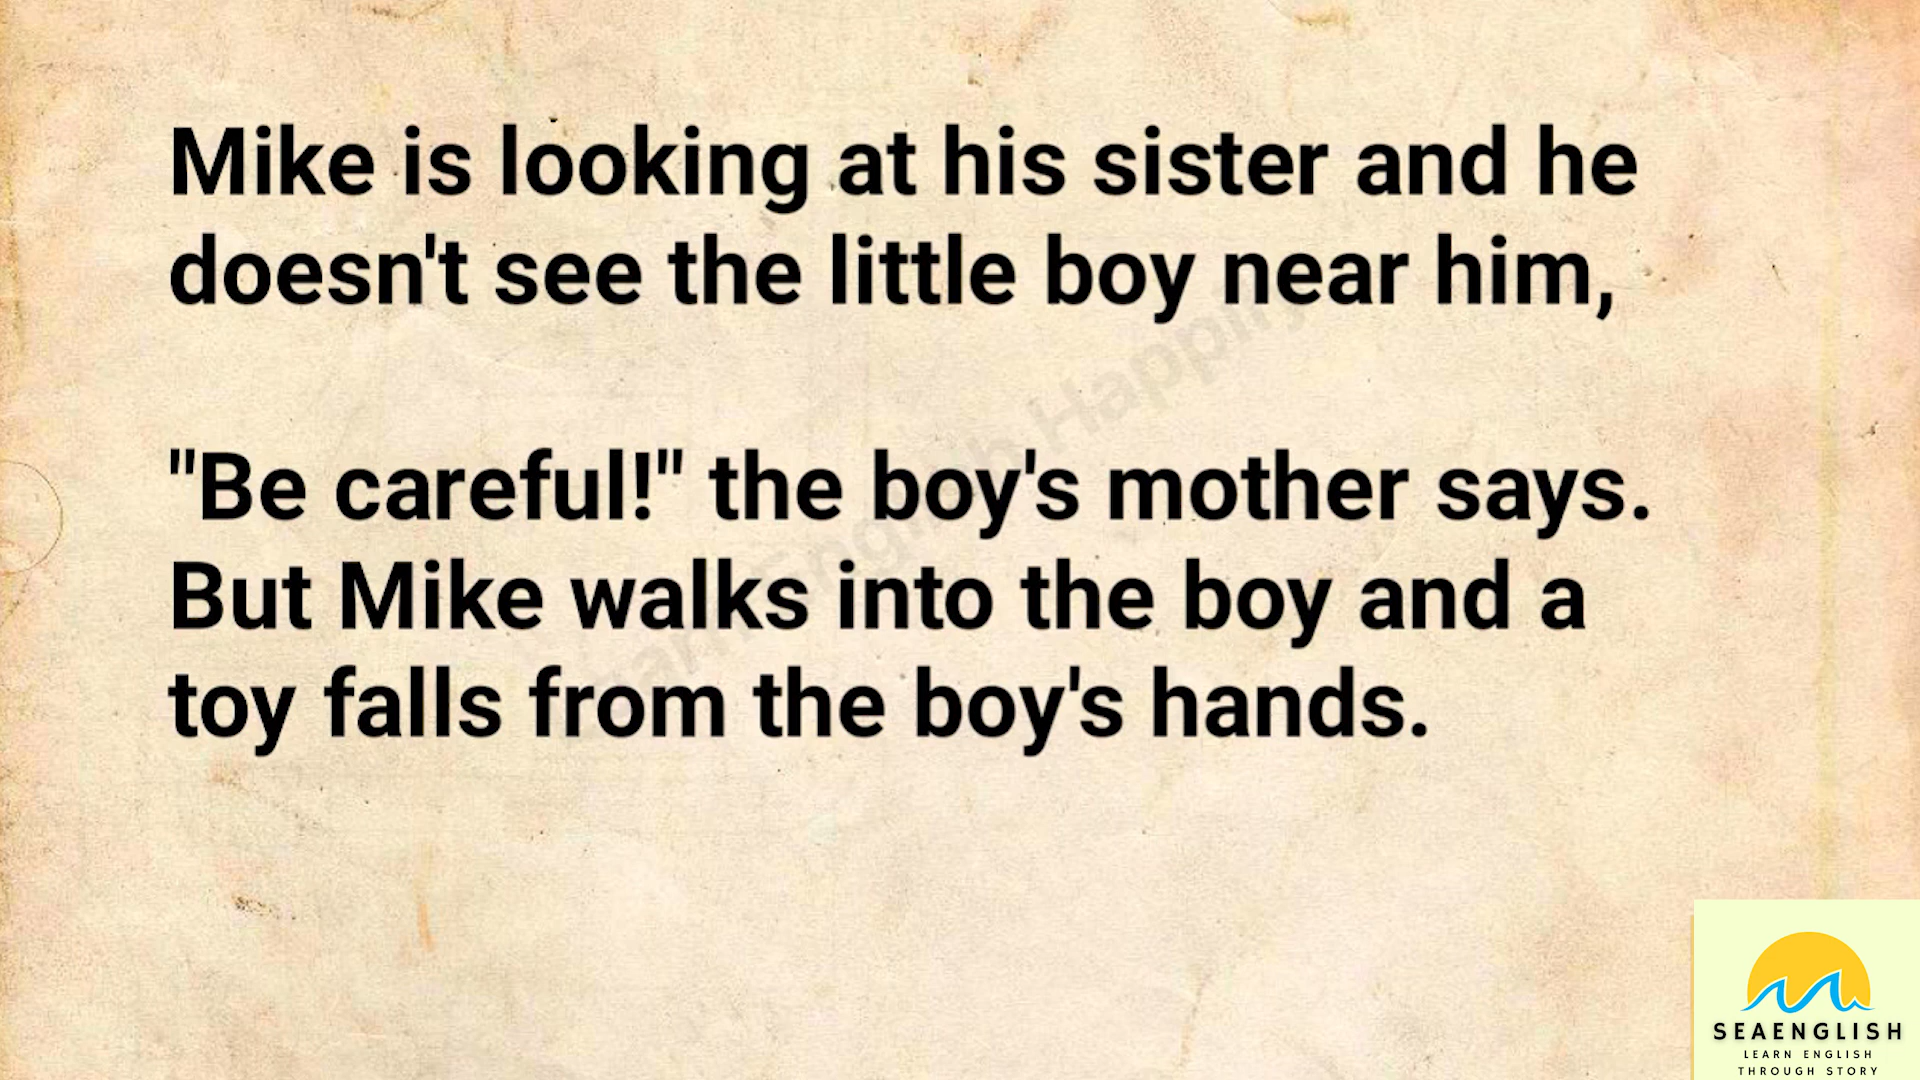 Mike is looking at his sister and he
doesn't see the little boy near him,
"Be careful!" the boy's mother says.
But Mike walks into the boy and a
toy falls from the boy's hands.
English Happily
SEAENGLISH
LEARN ENGLISH
THROUGH STORY